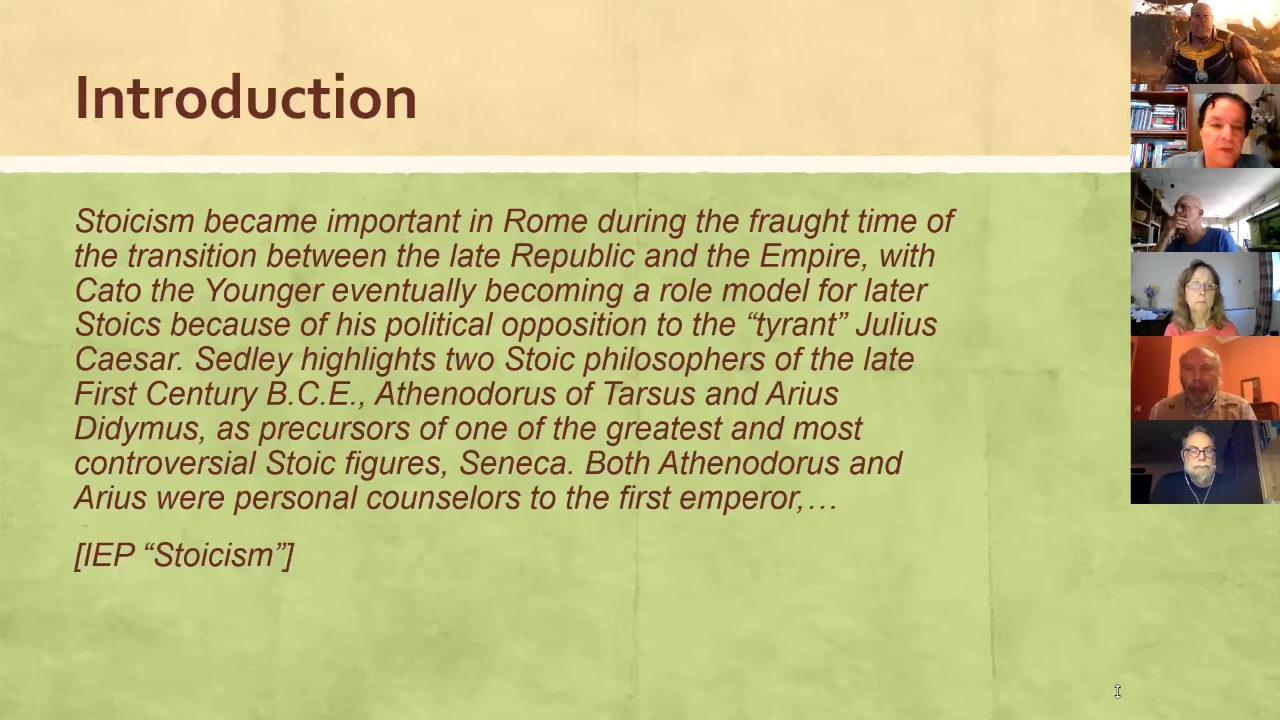 Introduction
Stoicism became important in Rome during the fraught time of
the transition between the late Republic and the Empire, with
Cato the Younger eventually becoming a role model for later
Stoics because of his political opposition to the “tyrant” Julius
Caesar. Sedley highlights two Stoic philosophers of the late
First Century B.C.E., Athenodorus of Tarsus and Arius
Didymus, as precursors of one of the greatest and most
controversial Stoic figures, Seneca. Both Athenodorus and
Arius were personal counselors to the first emperor,…
[IEP “Stoicism”]